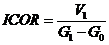 ICOR = V₁ / (G₁ - G₀)